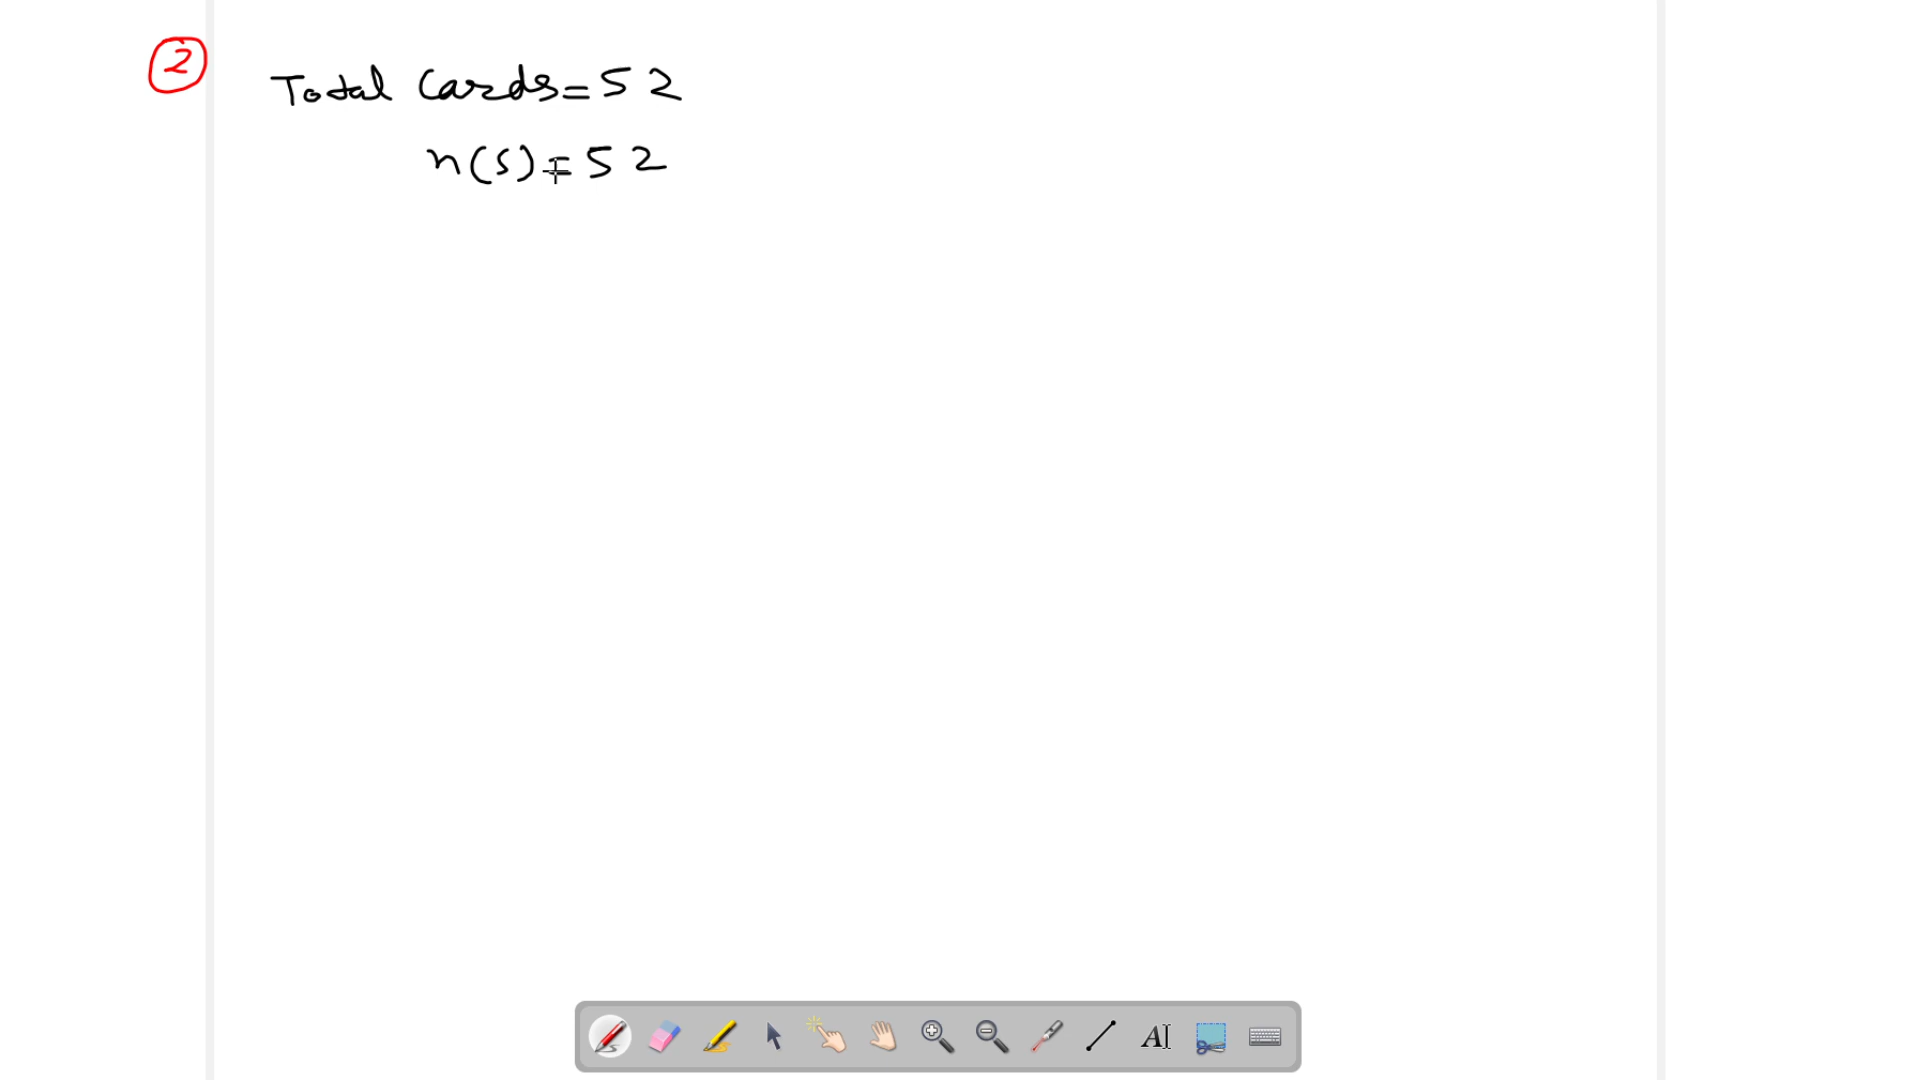 2
Total Cards = 52
n(s) = 52
A